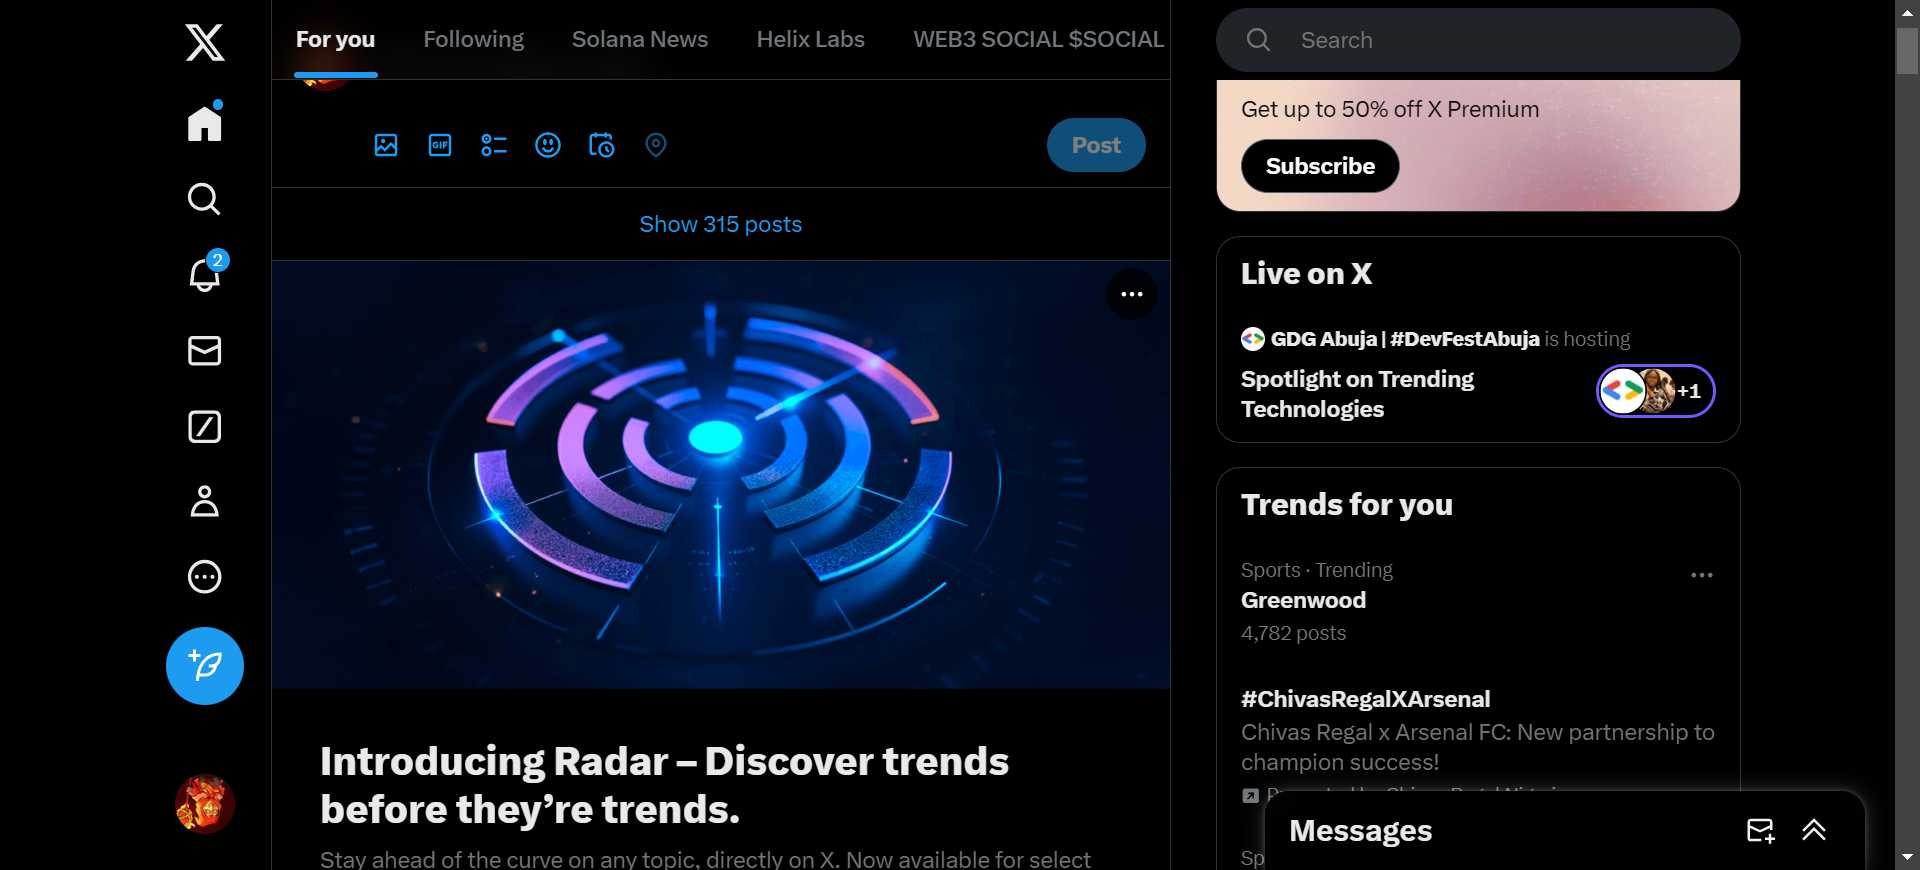 For you
Following
Solana News
Helix Labs
WEB3 SOCIAL $SOCIAL
GIF
Post
Show 315 posts
2
Introducing Radar – Discover trends
before they’re trends.
Stay ahead of the curve on any topic, directly on X. Now available for select
Search
Get up to 50% off X Premium
Subscribe
Live on X
GDG Abuja | #DevFestAbuja is hosting
Spotlight on Trending
Technologies
+1
Trends for you
Sports · Trending
Greenwood
4,782 posts
#ChivasRegalXArsenal
Chivas Regal x Arsenal FC: New partnership to
champion success!
Messages